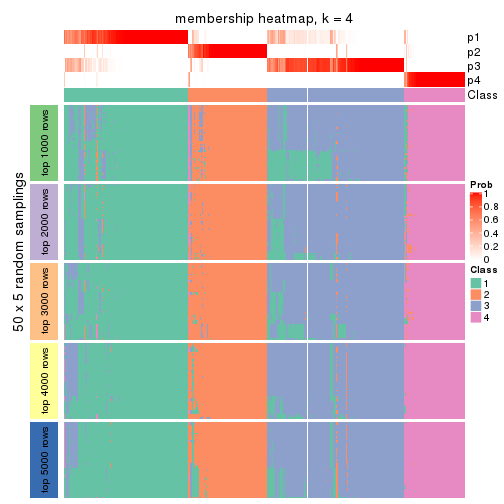 membership heatmap, k = 4
p1
p2
p3
p4
Class
50 x 5 random samplings
top 1000 rows
top 2000 rows
top 3000 rows
top 4000 rows
top 5000 rows
Prob
1
0.8
0.6
0.4
0.2
0
Class
1
2
3
4